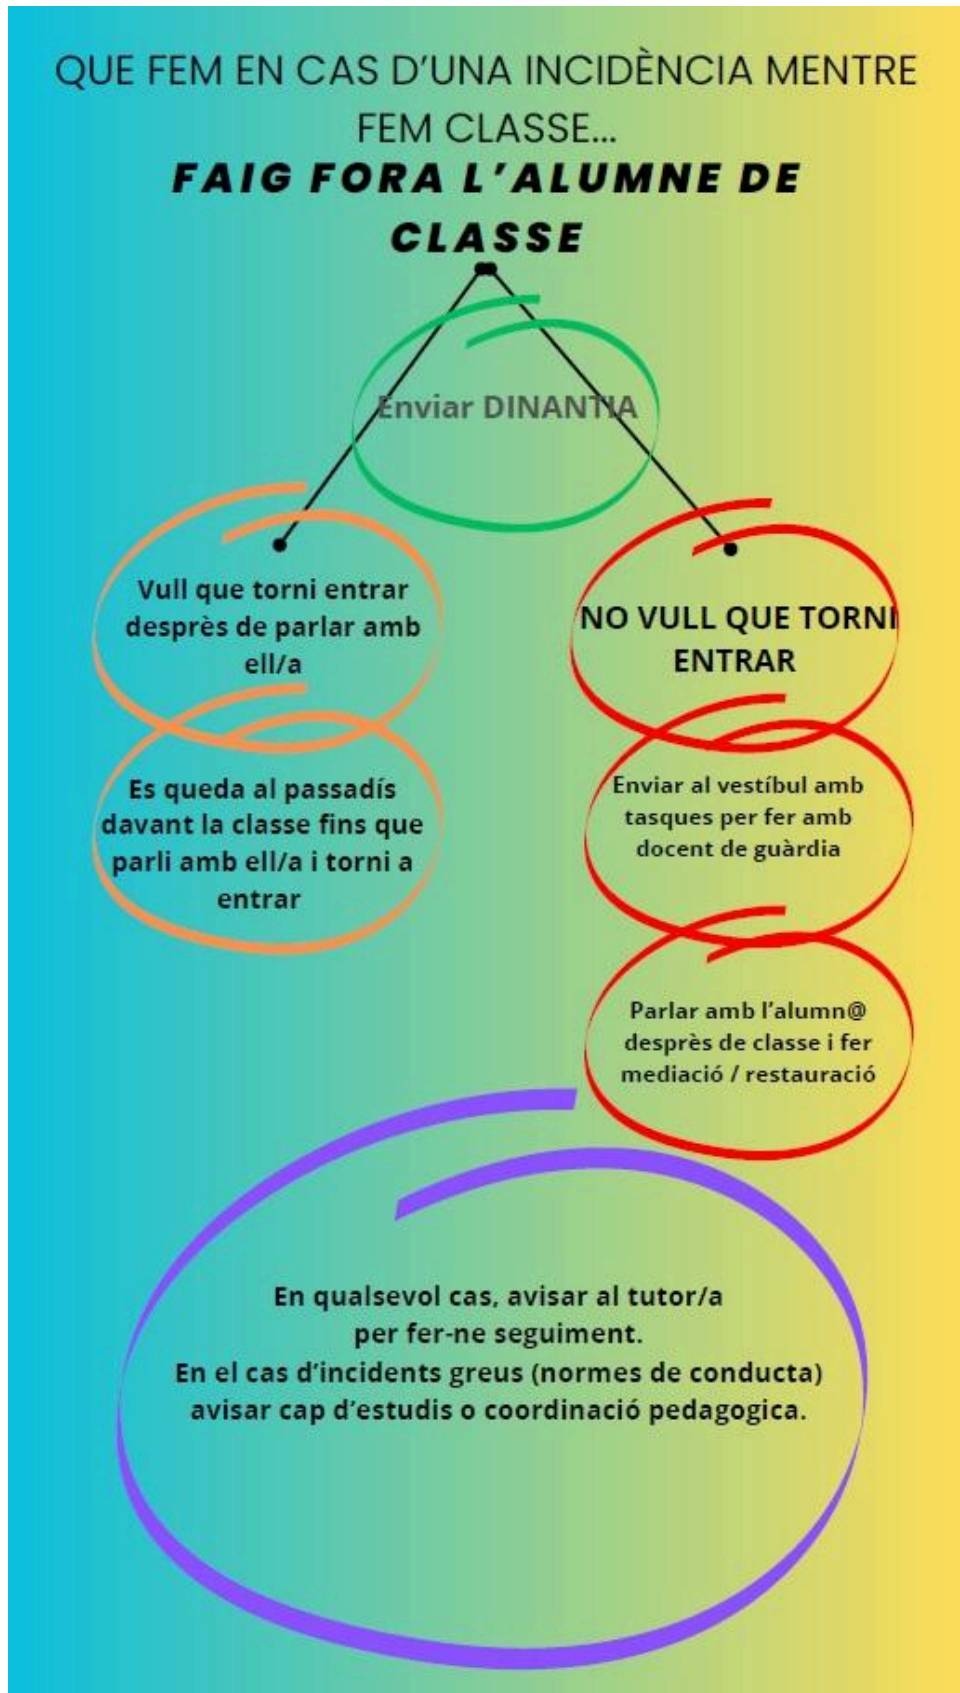 QUE FEM EN CAS D'UNA INCIDÈNCIA MENTRE
FEM CLASSE...
FAIG FORA L'ALUMNE DE
CLASSE
Enviar DINANTIA
Vull que torni entrar
desprès de parlar amb
ell/a
Es queda al passadís
davant la classe fins que
parli amb ell/a i torni a
entrar
NO VULL QUE TORNI
ENTRAR
Enviar al vestíbul amb
tasques per fer amb
docent de guàrdia
Parlar amb l'alumn@
desprès de classe i fer
mediació / restauració
En qualsevol cas, avisar al tutor/a
per fer-ne seguiment.
En el cas d'incidents greus (normes de conducta)
avisar cap d'estudis o coordinació pedagogica.